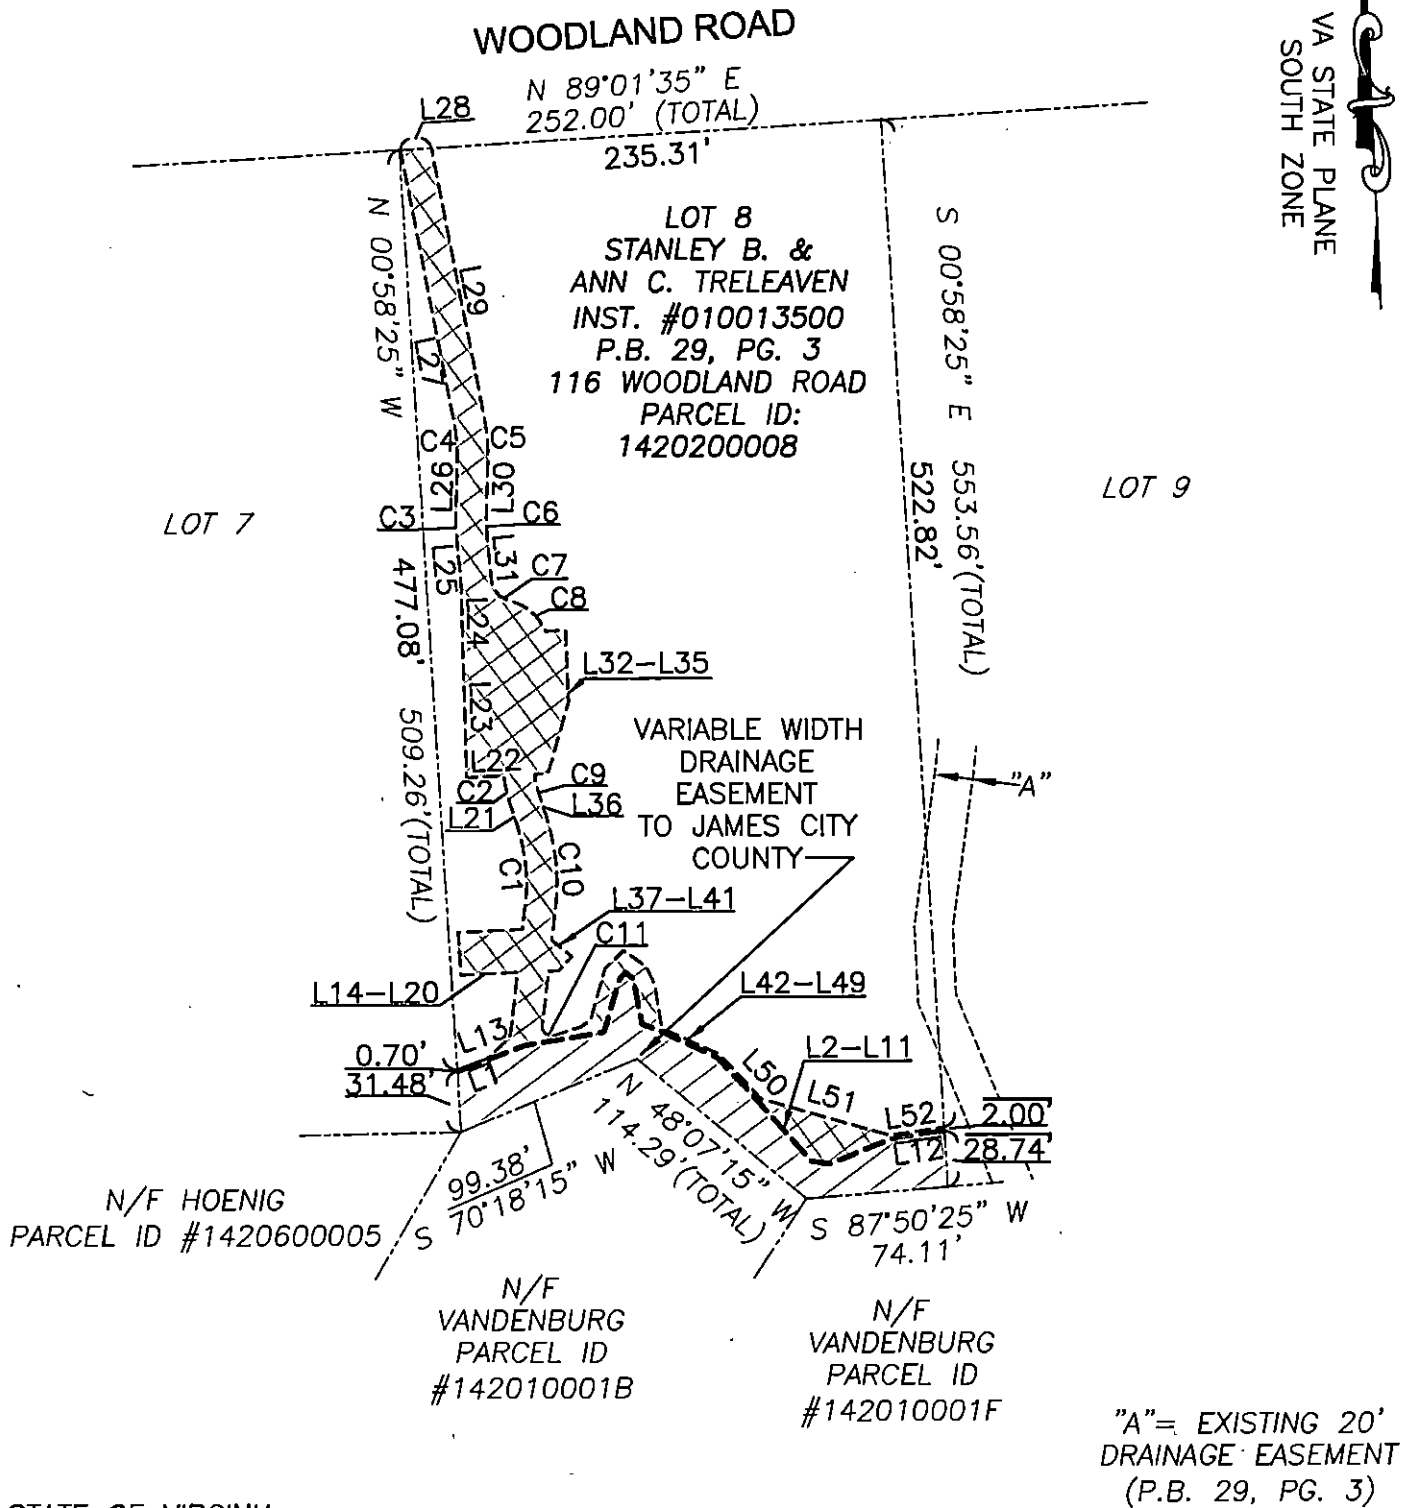 WOODLAND ROAD
VA STATE PLANE
SOUTH ZONE
N 89°01'35" E
252.00' (TOTAL)
L28
235.31'
N 00°58'25" W
LOT 8
STANLEY B. &
ANN C. TRELEAVEN
INST. #010013500
P.B. 29, PG. 3
116 WOODLAND ROAD
PARCEL ID:
1420200008
S 00°58'25" E 553.56'(TOTAL)
522.82'
L29
L27
C4
C5
L26
L30
LOT 7
LOT 9
C3
C6
L25
L31
C7
C8
477.08'
509.26'(TOTAL)
L24
L32-L35
L23
VARIABLE WIDTH
DRAINAGE
EASEMENT
TO JAMES CITY
COUNTY
"A"
L22
C2
C9
L36
L21
C1
C10
L37-L41
C11
L14-L20
L42-L49
L13
0.70'
L1
31.48'
L2-L11
L50
L51
L52
2.00'
L12
28.74'
99.38'
S 70°18'15" W
N 48°07'15" W
114.29'(TOTAL)
S 87°50'25" W
74.11'
N/F HOENIG
PARCEL ID #1420600005
N/F
VANDENBURG
PARCEL ID
#142010001B
N/F
VANDENBURG
PARCEL ID
#142010001F
"A"= EXISTING 20'
DRAINAGE EASEMENT
(P.B. 29, PG. 3)
STATE OF VIRGINIA